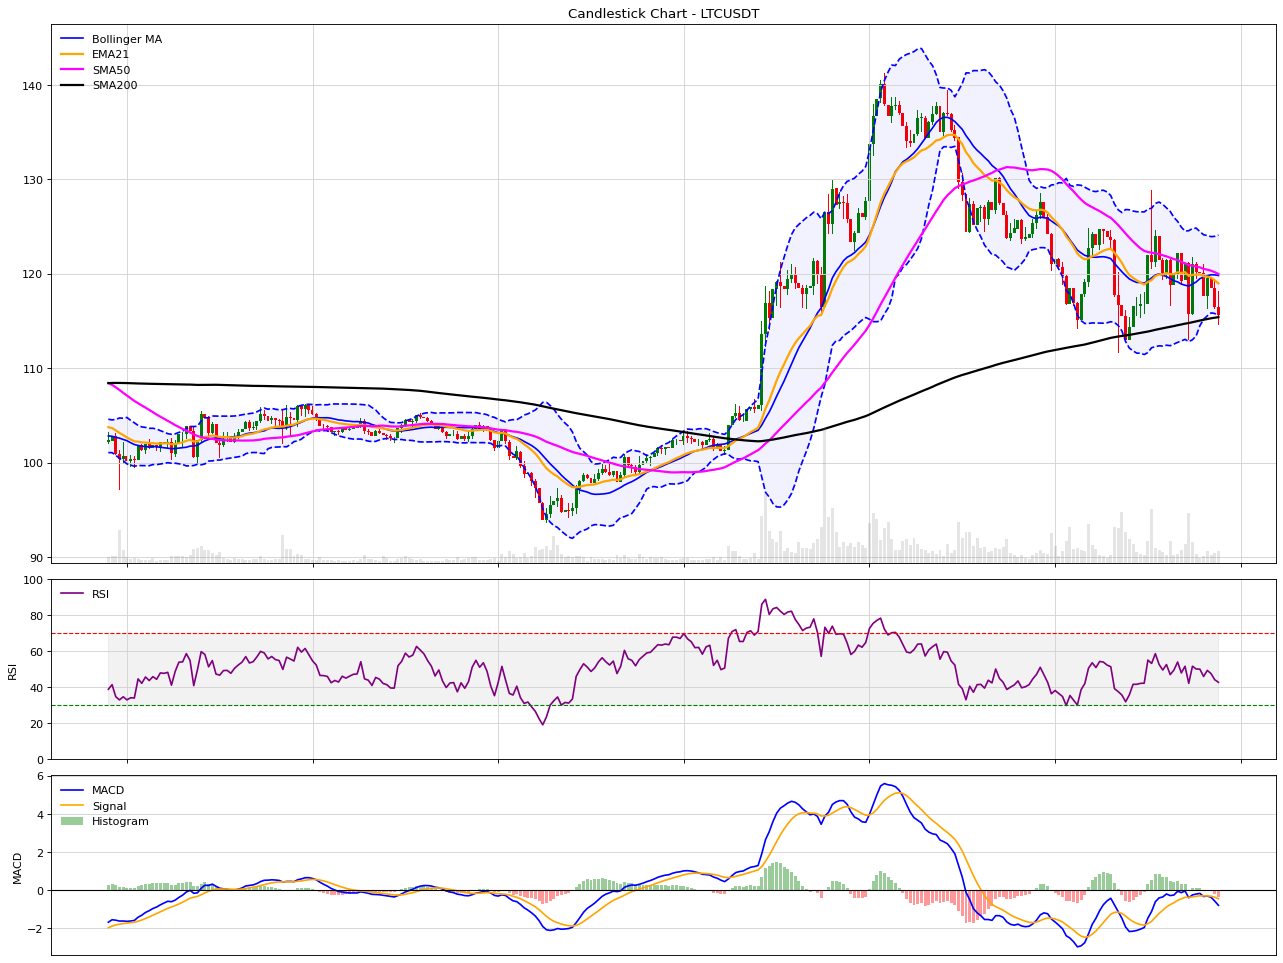 Candlestick Chart - LTCUSDT
Bollinger MA
EMA21
SMA50
SMA200
140
130
120
110
100
90
100
80
60
40
20
0
RSI
RSI
6
4
2
0
−2
MACD
MACD
Signal
Histogram